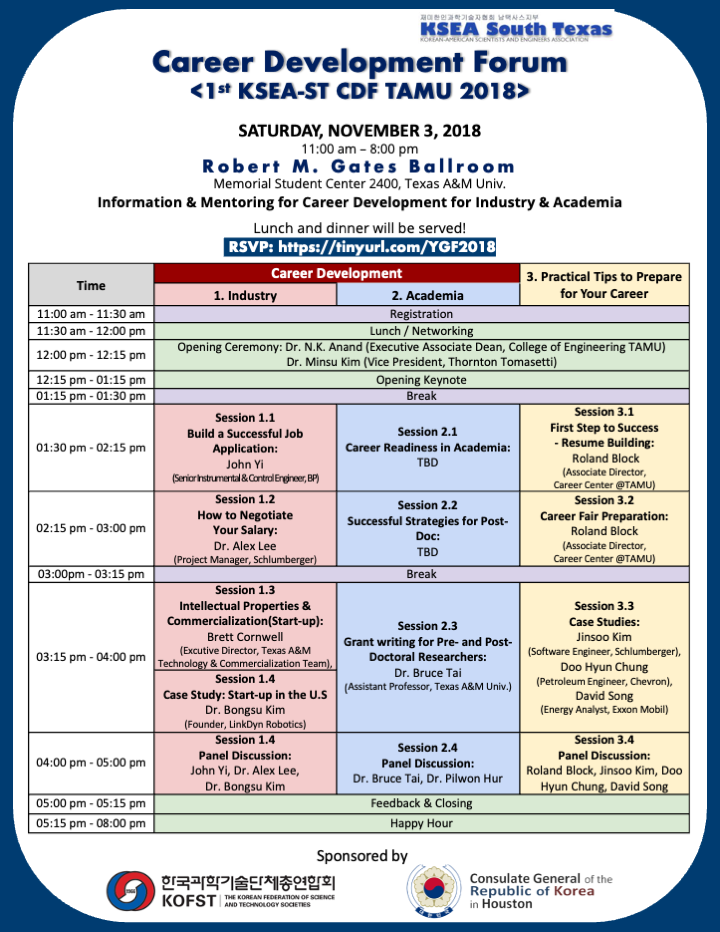 재미한인과학기술자협회 남텍사스지부
KSEA South Texas
KOREAN-AMERICAN SCIENTISTS AND ENGINEERS ASSOCIATION
Career Development Forum
<1st KSEA-ST CDF TAMU 2018>
SATURDAY, NOVEMBER 3, 2018
11:00 am – 8:00 pm
Robert M. Gates Ballroom
Memorial Student Center 2400, Texas A&M Univ.
Information & Mentoring for Career Development for Industry & Academia
Lunch and dinner will be served!
RSVP: https://tinyurl.com/YGF2018
Time
Career Development
1. Industry
2. Academia
3. Practical Tips to Prepare
for Your Career
11:00 am - 11:30 am
Registration
11:30 am - 12:00 pm
Lunch / Networking
12:00 pm - 12:15 pm
Opening Ceremony: Dr. N.K. Anand (Executive Associate Dean, College of Engineering TAMU)
Dr. Minsu Kim (Vice President, Thornton Tomasetti)
12:15 pm - 01:15 pm
Opening Keynote
01:15 pm - 01:30 pm
Break
01:30 pm - 02:15 pm
Session 1.1
Build a Successful Job
Application:
John Yi
(Senior Instrumental & Control Engineer, BP)
Session 2.1
Career Readiness in Academia:
TBD
Session 3.1
First Step to Success
- Resume Building:
Roland Block
(Associate Director,
Career Center @TAMU)
02:15 pm - 03:00 pm
Session 1.2
How to Negotiate
Your Salary:
Dr. Alex Lee
(Project Manager, Schlumberger)
Session 2.2
Successful Strategies for Post-
Doc:
TBD
Session 3.2
Career Fair Preparation:
Roland Block
(Associate Director,
Career Center @TAMU)
03:00pm - 03:15 pm
Break
03:15 pm - 04:00 pm
Session 1.3
Intellectual Properties &
Commercialization(Start-up):
Brett Cornwell
(Excutive Director, Texas A&M
Technology & Commercialization Team),
Session 1.4
Case Study: Start-up in the U.S
Dr. Bongsu Kim
(Founder, LinkDyn Robotics)
Session 2.3
Grant writing for Pre- and Post-
Doctoral Researchers:
Dr. Bruce Tai
(Assistant Professor, Texas A&M Univ.)
Session 3.3
Case Studies:
Jinsoo Kim
(Software Engineer, Schlumberger),
Doo Hyun Chung
(Petroleum Engineer, Chevron),
David Song
(Energy Analyst, Exxon Mobil)
04:00 pm - 05:00 pm
Session 1.4
Panel Discussion:
John Yi, Dr. Alex Lee,
Dr. Bongsu Kim
Session 2.4
Panel Discussion:
Dr. Bruce Tai, Dr. Pilwon Hur
Session 3.4
Panel Discussion:
Roland Block, Jinsoo Kim, Doo
Hyun Chung, David Song
05:00 pm - 05:15 pm
Feedback & Closing
05:15 pm - 08:00 pm
Happy Hour
Sponsored by
한국과학기술단체총연합회
KOFST
THE KOREAN FEDERATION OF SCIENCE
AND TECHNOLOGY SOCIETIES
Consulate General of the
Republic of Korea
in Houston